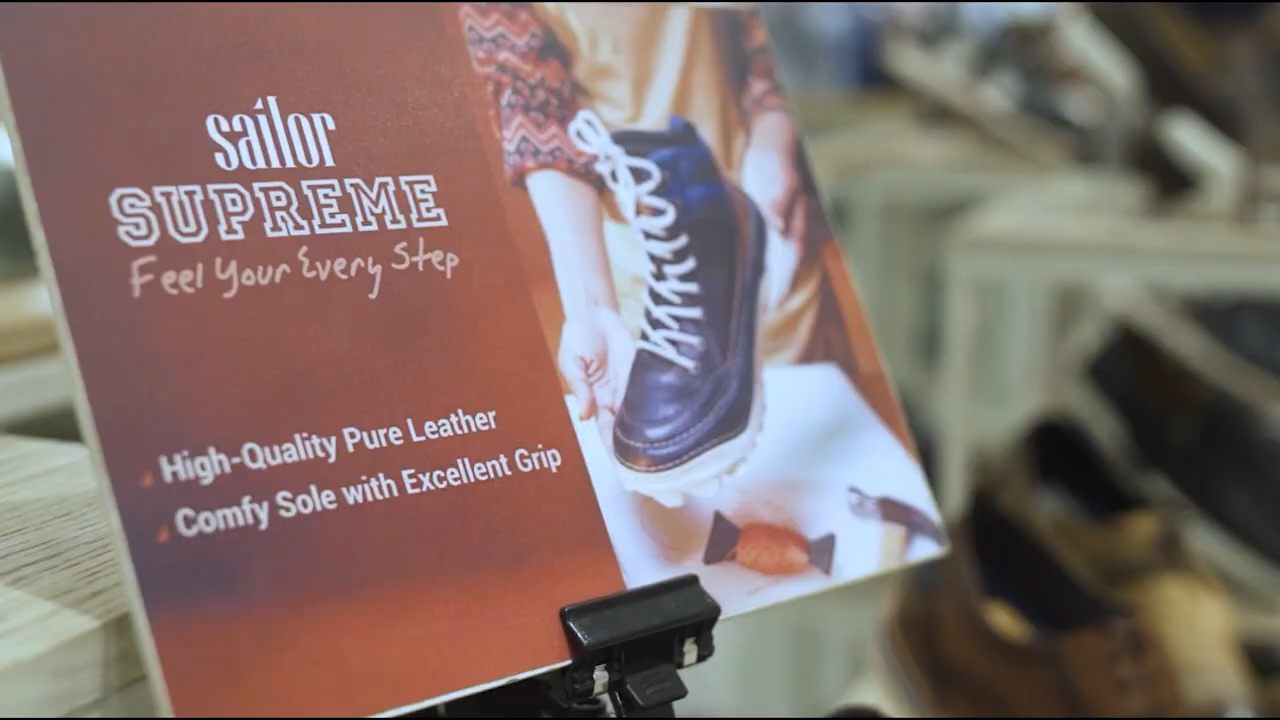 sailor
SUPREME
Feel Your Every Step
High-Quality Pure Leather
Comfy Sole with Excellent Grip